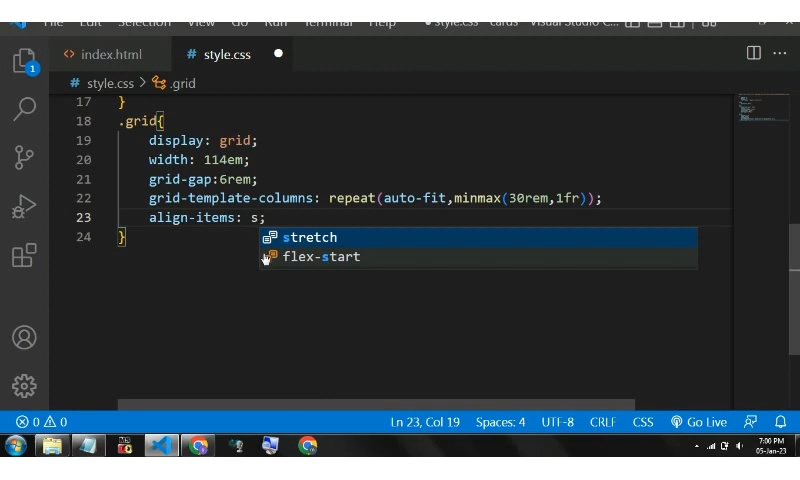 File Edit Selection View Go Run Terminal Help ● style.css - cards - Visual Studio C...
index.html # style.css ●
# style.css > .grid
17 }
18 .grid{
19 display: grid;
20 width: 114em;
21 grid-gap:6rem;
22 grid-template-columns: repeat(auto-fit,minmax(30rem,1fr));
23 align-items: s;
stretch
24 }
flex-start
1
0 0 Ln 23, Col 19 Spaces: 4 UTF-8 CRLF CSS Go Live
7:00 PM
05-Jan-23